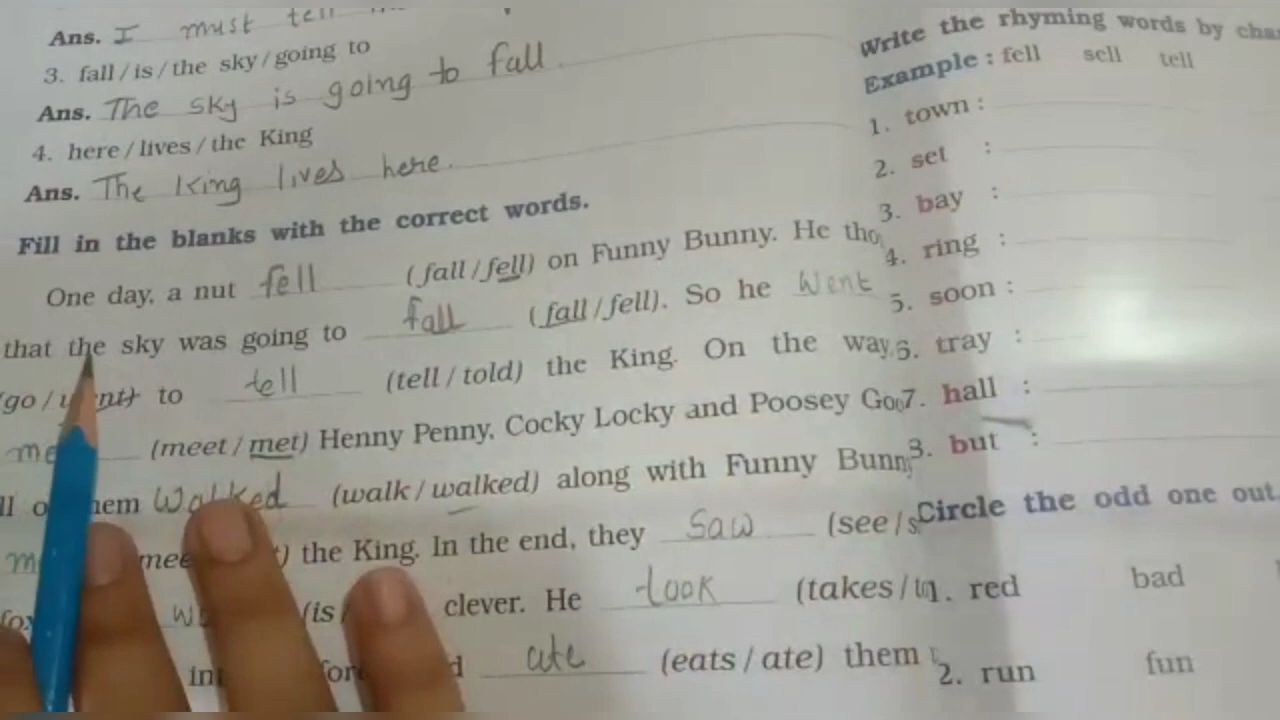 Ans. I must tell
3. fall / is / the sky / going to
Ans. The sky is going to fall.
4. here / lives / the King
Ans. The King lives here.
Fill in the blanks with the correct words.
One day, a nut fell (fall / fell) on Funny Bunny. He tho
that the sky was going to fall (fall / fell). So he went
(go / went) to tell (tell / told) the King. On the way,
(meet / met) Henny Penny, Cocky Locky and Poosey Goo
them Walked (walk / walked) along with Funny Bunny
the King. In the end, they Saw (see / s
(is / clever. He took (takes /
ate (eats / ate) them
Write the rhyming words by cha
Example : fell sell tell
1. town :
2. set :
3. bay :
4. ring :
5. soon :
6. tray :
7. hall :
8. but :
Circle the odd one out.
1. red bad
2. run fun